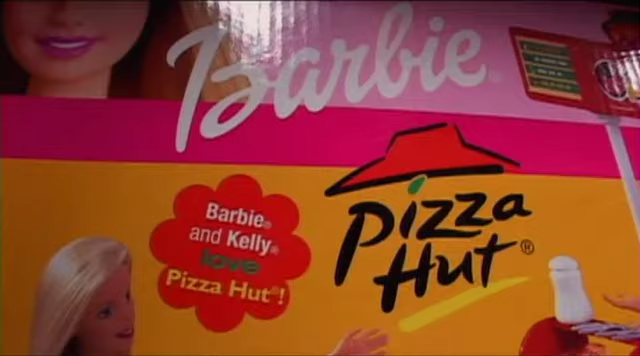 Barbie®
Pizza
Hut®
Barbie®
and Kelly®
love
Pizza Hut®!